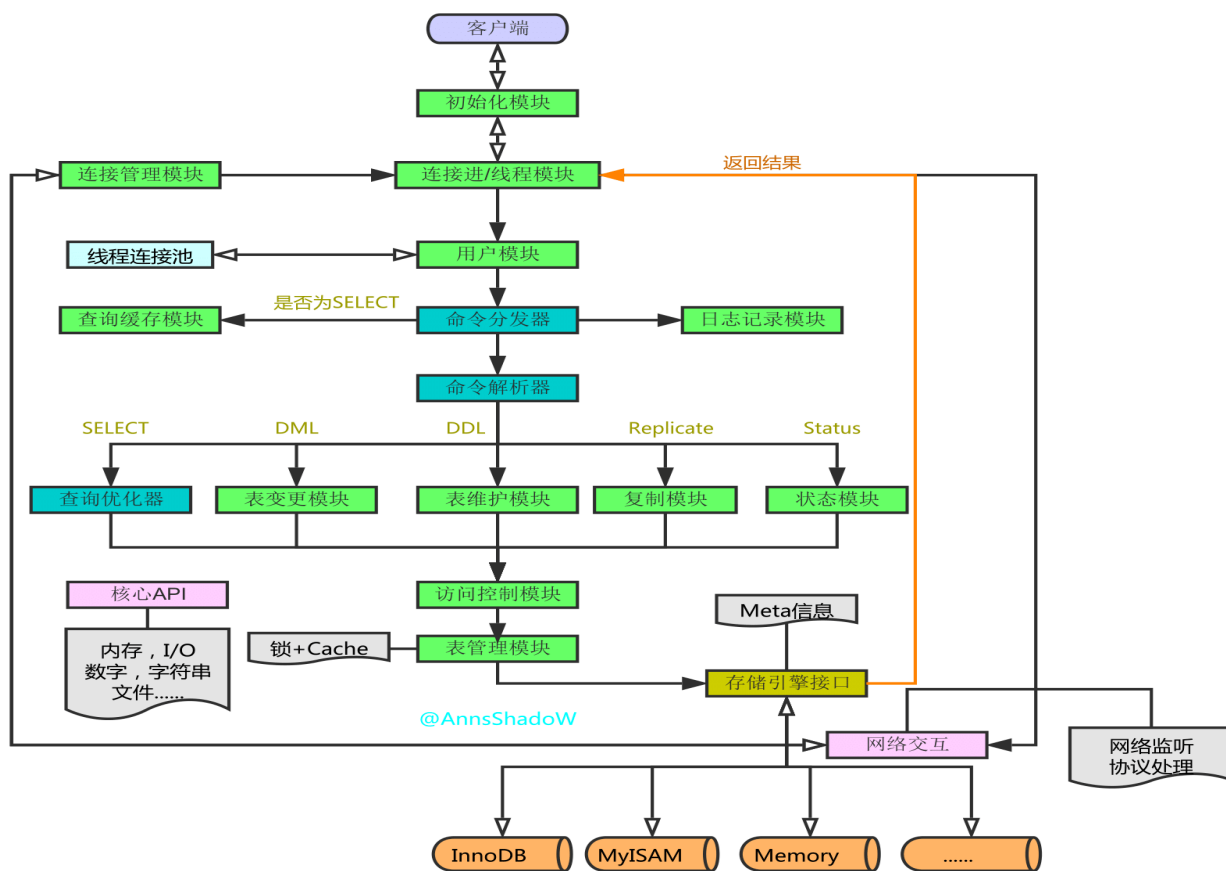 客户端
初始化模块
返回结果
连接管理模块
连接进/线程模块
线程连接池
用户模块
是否为SELECT
查询缓存模块
命令分发器
日志记录模块
命令解析器
SELECT
DML
DDL
Replicate
Status
查询优化器
表变更模块
表维护模块
复制模块
状态模块
核心API
访问控制模块
Meta信息
内存，I/O
数字，字符串
文件......
锁+Cache
表管理模块
存储引擎接口
@AnnsShadoW
网络交互
网络监听
协议处理
InnoDB
MyISAM
Memory
......